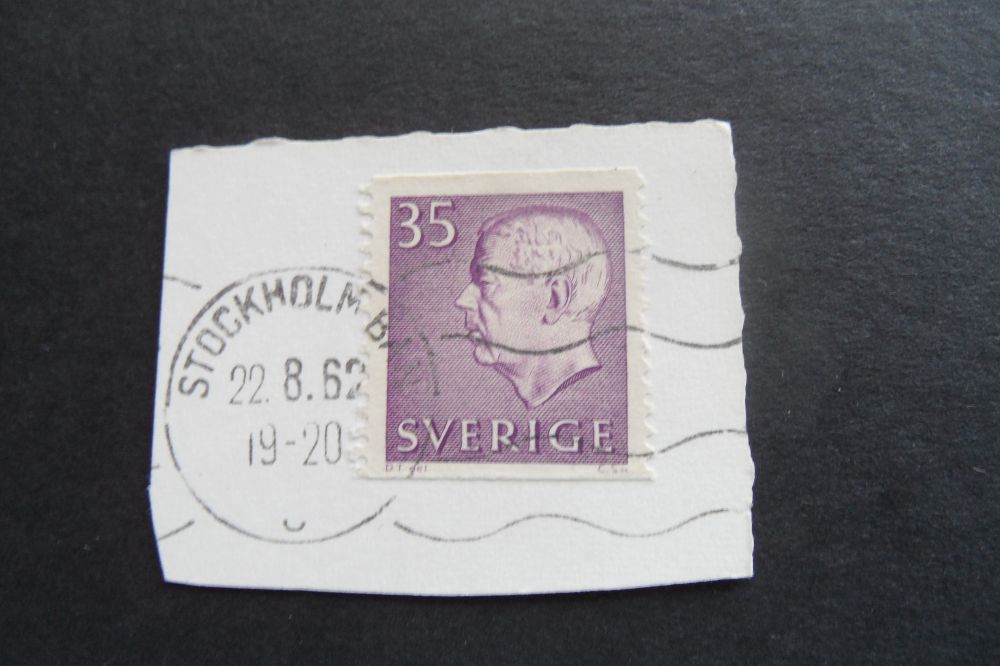 35
STOCKHOLM
22.8.62
19-20
SVERIGE